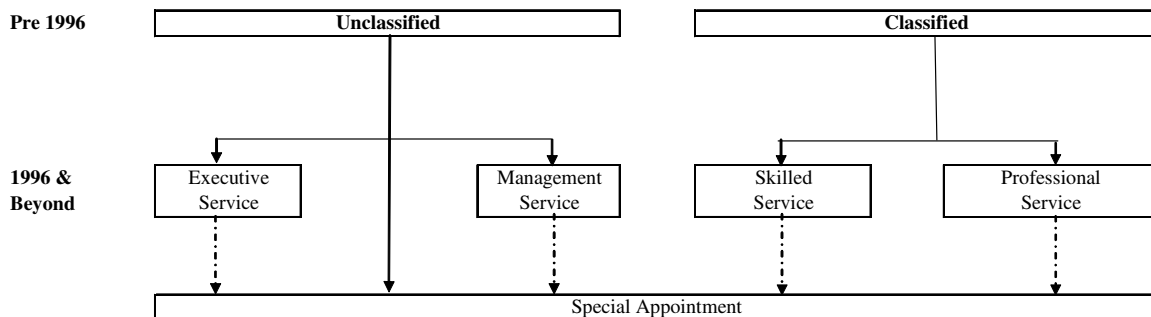 Pre 1996
Unclassified
Classified
1996 &
Beyond
Executive
Service
Management
Service
Skilled
Service
Professional
Service
Special Appointment